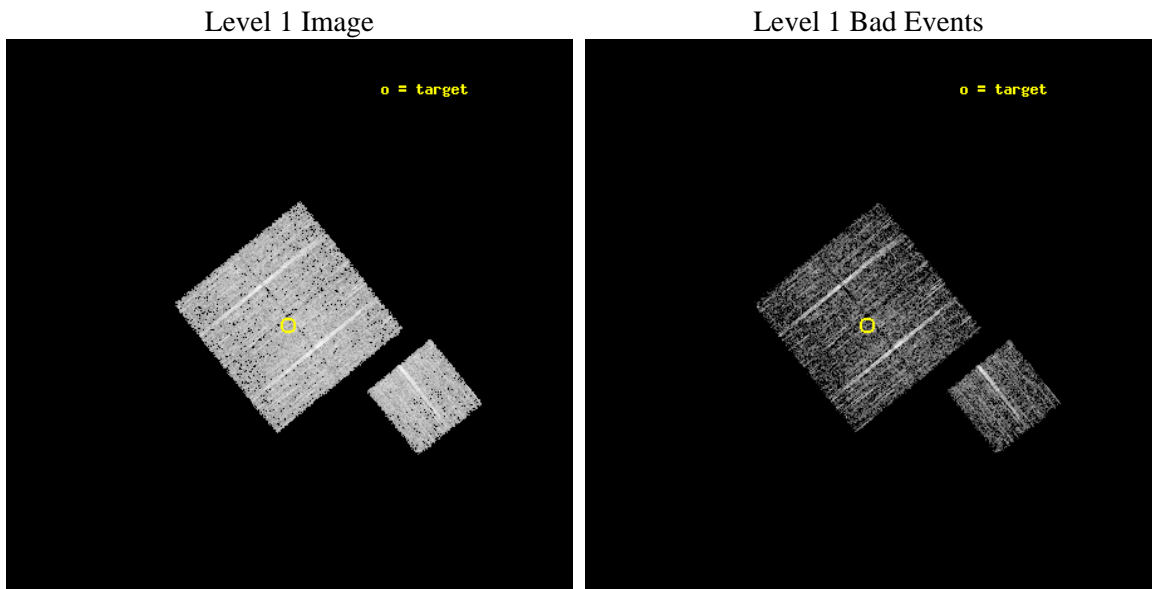 Level 1 Image
Level 1 Bad Events
o = target
o = target